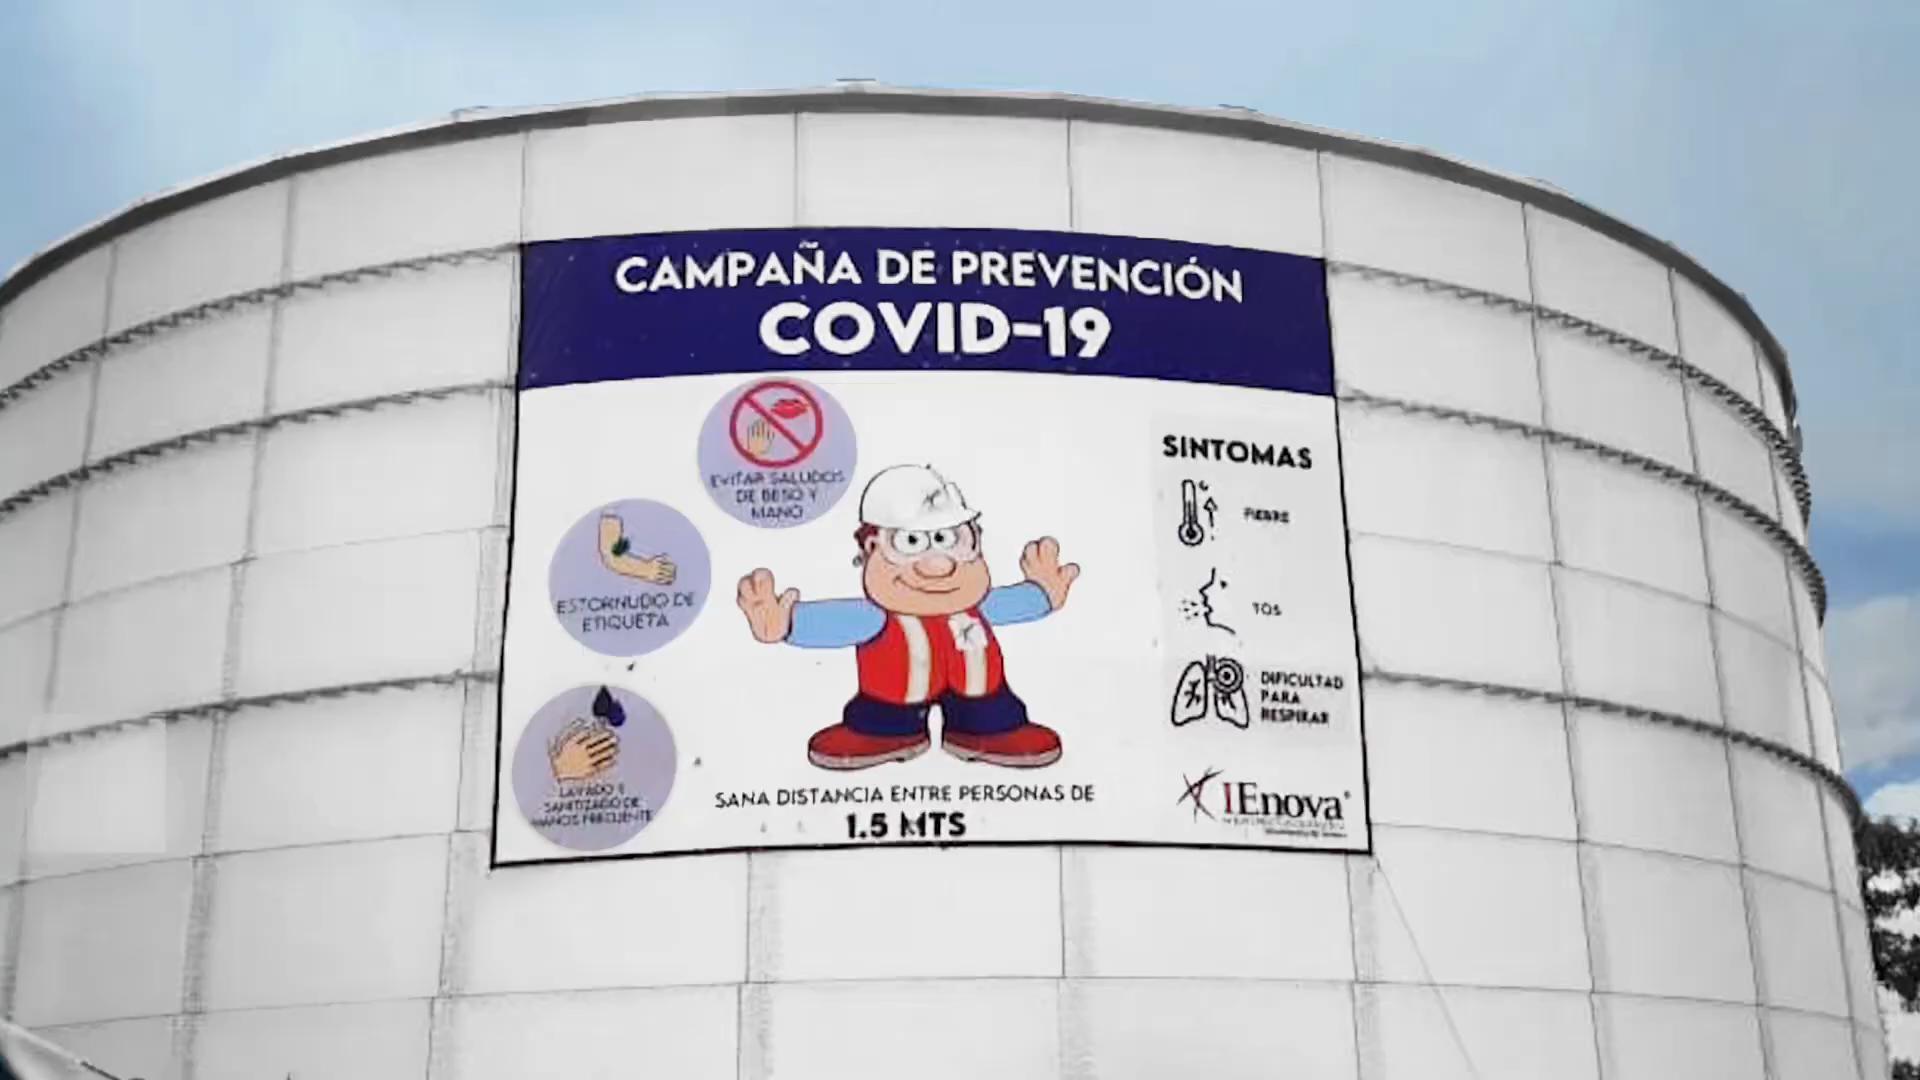 CAMPAÑA DE PREVENCIÓN
COVID-19
EVITAR SALUDOS
DE BESO Y
MANO
ESTORNUDO DE
ETIQUETA
LAVADO Y
SANITIZADO DE
MANOS FRECUENTE
SANA DISTANCIA ENTRE PERSONAS DE
1.5 MTS
SINTOMAS
FIEBRE
TOS
DIFICULTAD
PARA
RESPIRAR
IEnova